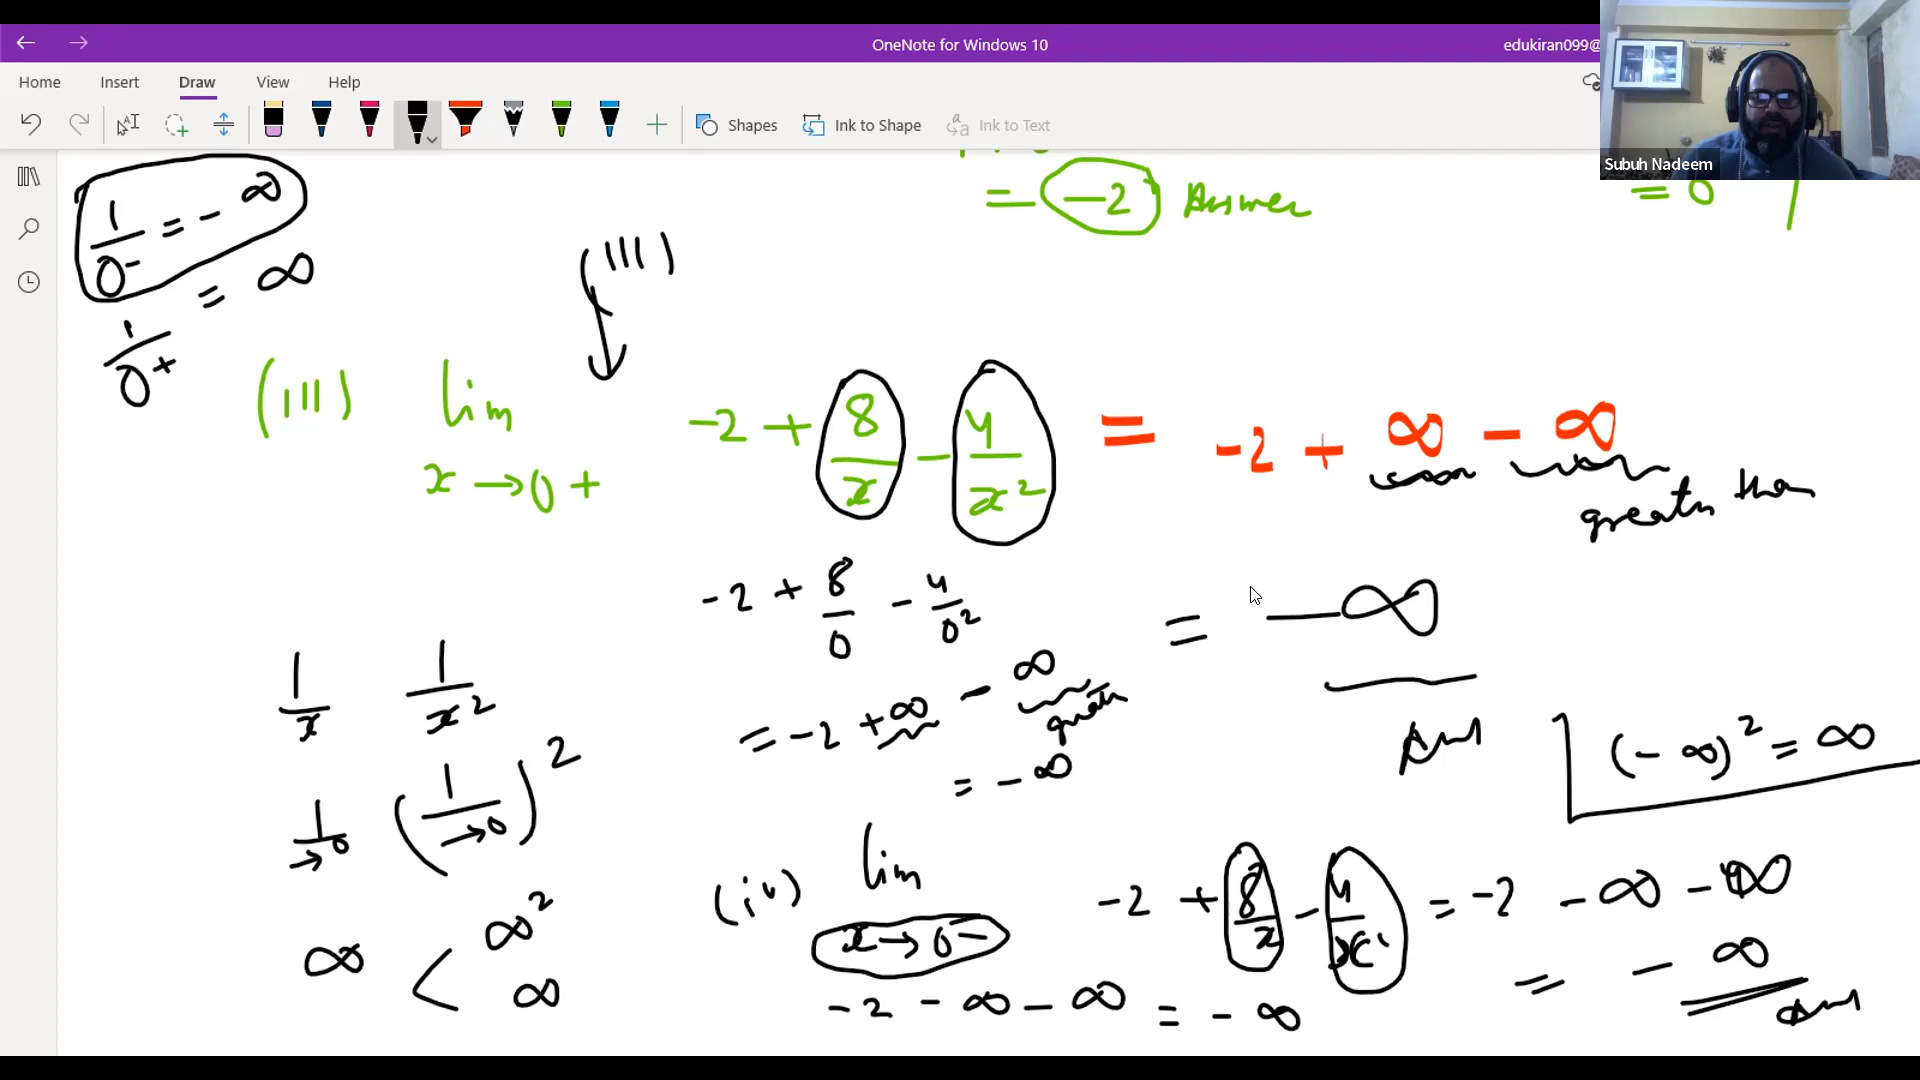 OneNote for Windows 10
edukiran099@
Home Insert Draw View Help
Shapes Ink to Shape Ink to Text
Subuh Nadeem
= -2 Answer
= 0
1/0- = -∞
1/0+ = ∞
(III)
(III) lim x→0+ -2 + 8/x - 4/x² = -2 + ∞ - ∞
greater than
-2 + 8/0 - 4/0²
= -∞
Ans
= -2 + ∞ - ∞
greater
= -∞
1/x 1/x²
1/→0 (1/→0)²
∞ < ∞²
∞
(-∞)² = ∞
(iv) lim x→0- -2 + 8/x - 4/x² = -2 - ∞ - ∞
= -∞
Ans
-2 - ∞ - ∞ = -∞